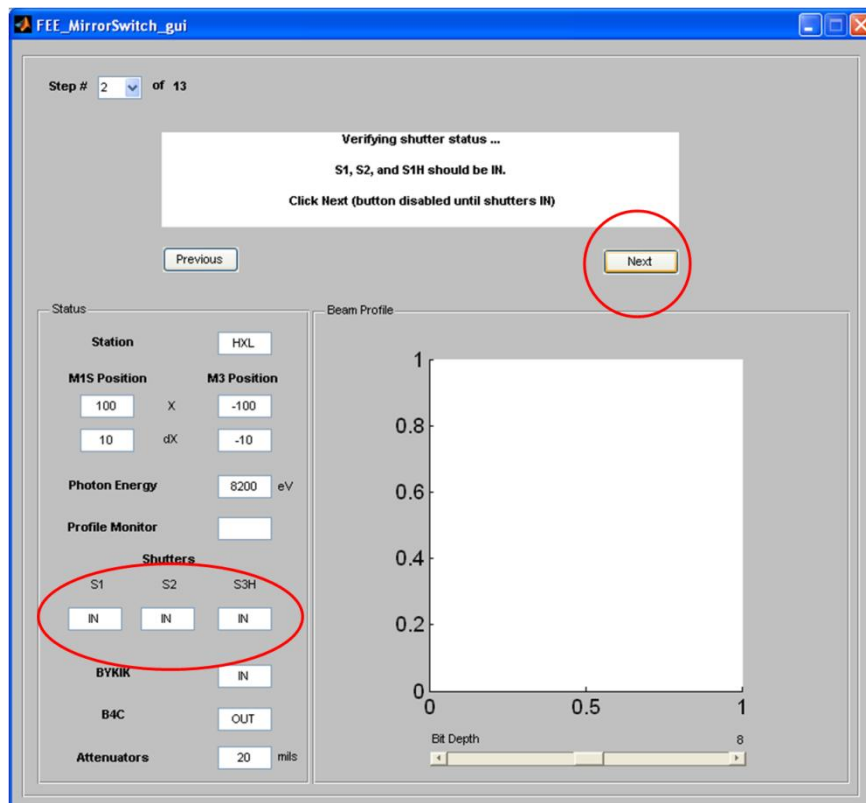 FEE_MirrorSwitch_gui
Step # 2 of 13
Verifying shutter status ...
S1, S2, and S1H should be IN.
Click Next (button disabled until shutters IN)
Previous
Next
Status
Station HXL
M1S Position M3 Position
100 X -100
10 dX -10
Photon Energy 8200 eV
Profile Monitor
Shutters
S1 S2 S3H
IN IN IN
BYKIK IN
B4C OUT
Attenuators 20 mils
Beam Profile
1
0.8
0.6
0.4
0.2
0
0 0.5 1
Bit Depth 8